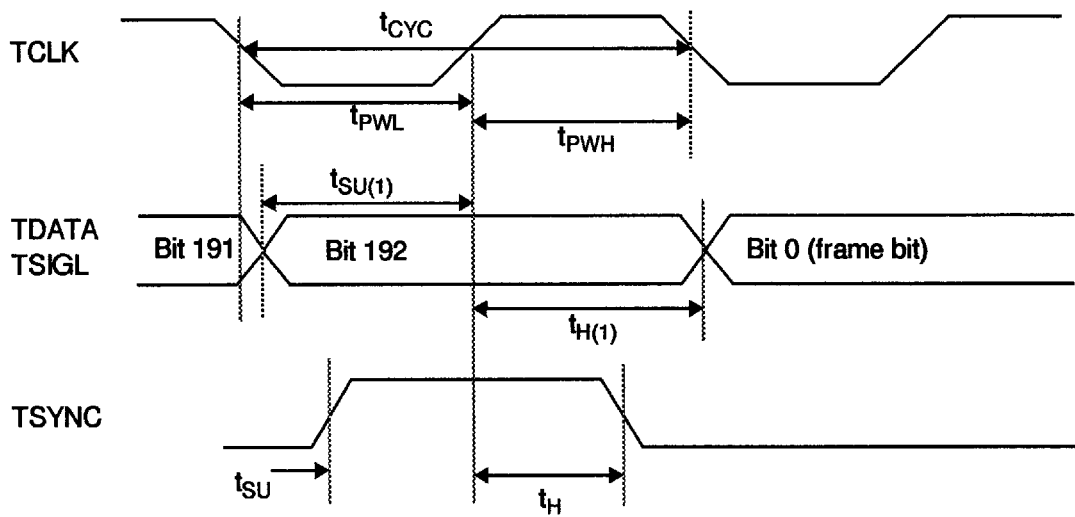 TCLK
tCYC
tPWL
tPWH
tSU(1)
TDATA
TSIGL
Bit 191
Bit 192
Bit 0 (frame bit)
tH(1)
TSYNC
tSU
tH